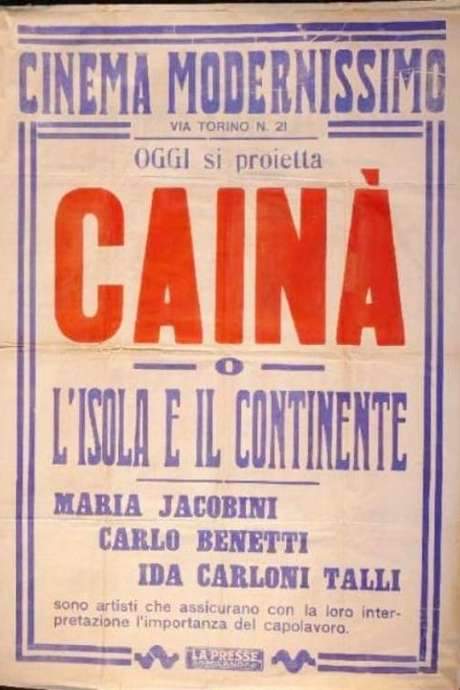 CINEMA MODERNISSIMO
VIA TORINO N. 21
OGGI si proietta
CAINÀ
O
L'ISOLA E IL CONTINENTE
MARIA JACOBINI
CARLO BENETTI
IDA CARLONI TALLI
sono artisti che assicurano con la loro inter-
pretazione l'importanza del capolavoro.
LA PRESSE